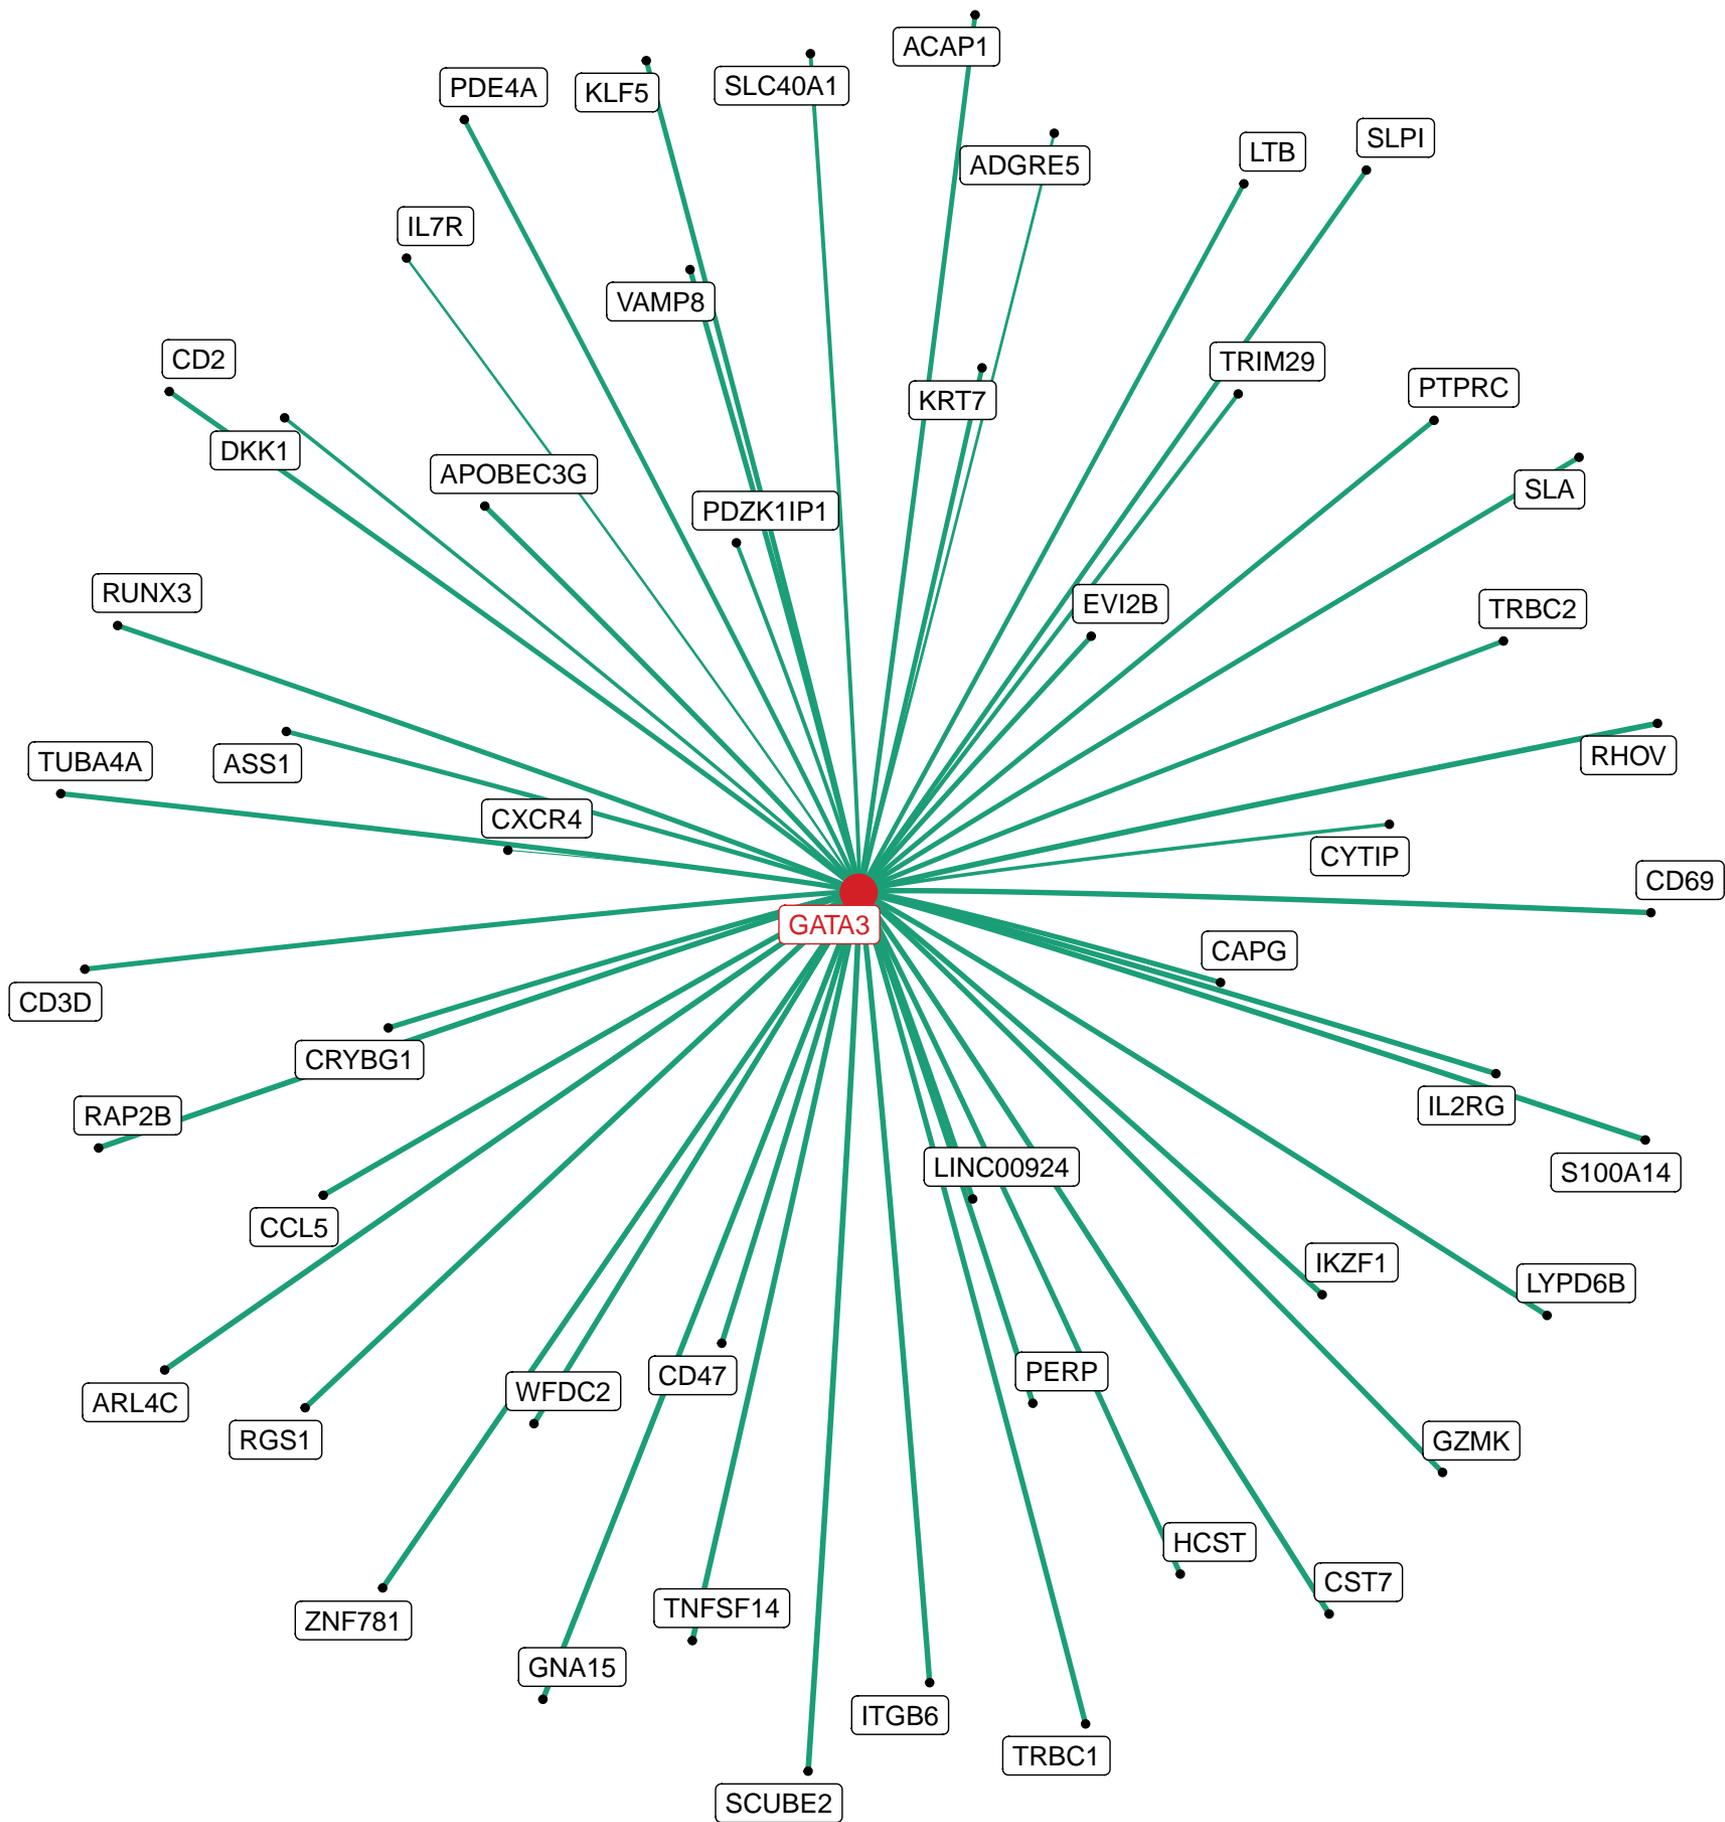 ACAP1
PDE4A
KLF5
SLC40A1
LTB
SLPI
ADGRE5
IL7R
VAMP8
CD2
TRIM29
PTPRC
KRT7
DKK1
APOBEC3G
SLA
PDZK1IP1
RUNX3
EVI2B
TRBC2
TUBA4A
ASS1
RHOV
CXCR4
CYTIP
CD69
GATA3
CAPG
CD3D
CRYBG1
RAP2B
IL2RG
LINC00924
S100A14
CCL5
IKZF1
LYPD6B
ARL4C
WFDC2
CD47
PERP
RGS1
GZMK
HCST
CST7
ZNF781
TNFSF14
GNA15
ITGB6
TRBC1
SCUBE2